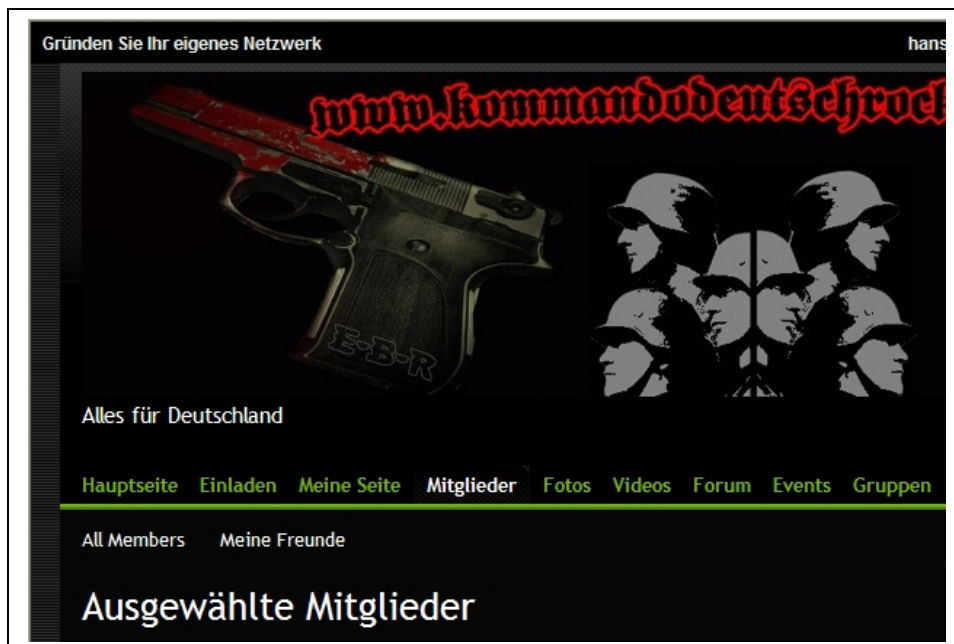 Gründen Sie Ihr eigenes Netzwerk hans
www.kommandodeutschrock
E-B-R
Alles für Deutschland
Hauptseite Einladen Meine Seite Mitglieder Fotos Videos Forum Events Gruppen
All Members Meine Freunde
Ausgewählte Mitglieder